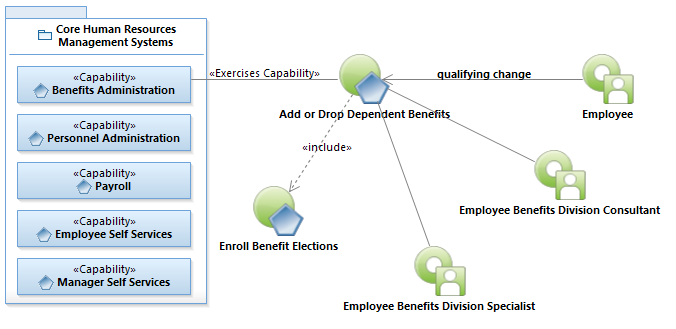 Core Human Resources
Management Systems
«Capability»
Benefits Administration
«Capability»
Personnel Administration
«Capability»
Payroll
«Capability»
Employee Self Services
«Capability»
Manager Self Services
«Exercises Capability»
Add or Drop Dependent Benefits
qualifying change
Employee
«include»
Enroll Benefit Elections
Employee Benefits Division Consultant
Employee Benefits Division Specialist